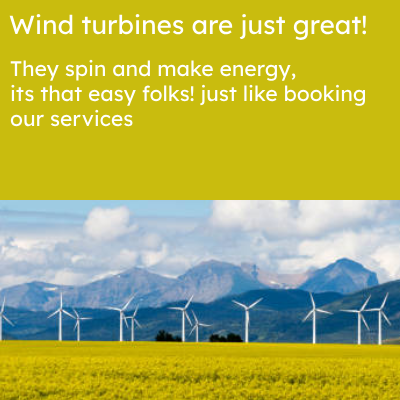 Wind turbines are just great!
They spin and make energy,
its that easy folks! just like booking
our services